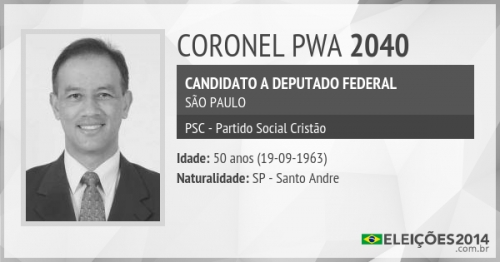 CORONEL PWA 2040
CANDIDATO A DEPUTADO FEDERAL
SÃO PAULO
PSC - Partido Social Cristão
Idade: 50 anos (19-09-1963)
Naturalidade: SP - Santo Andre
ELEIÇÕES2014
.com.br